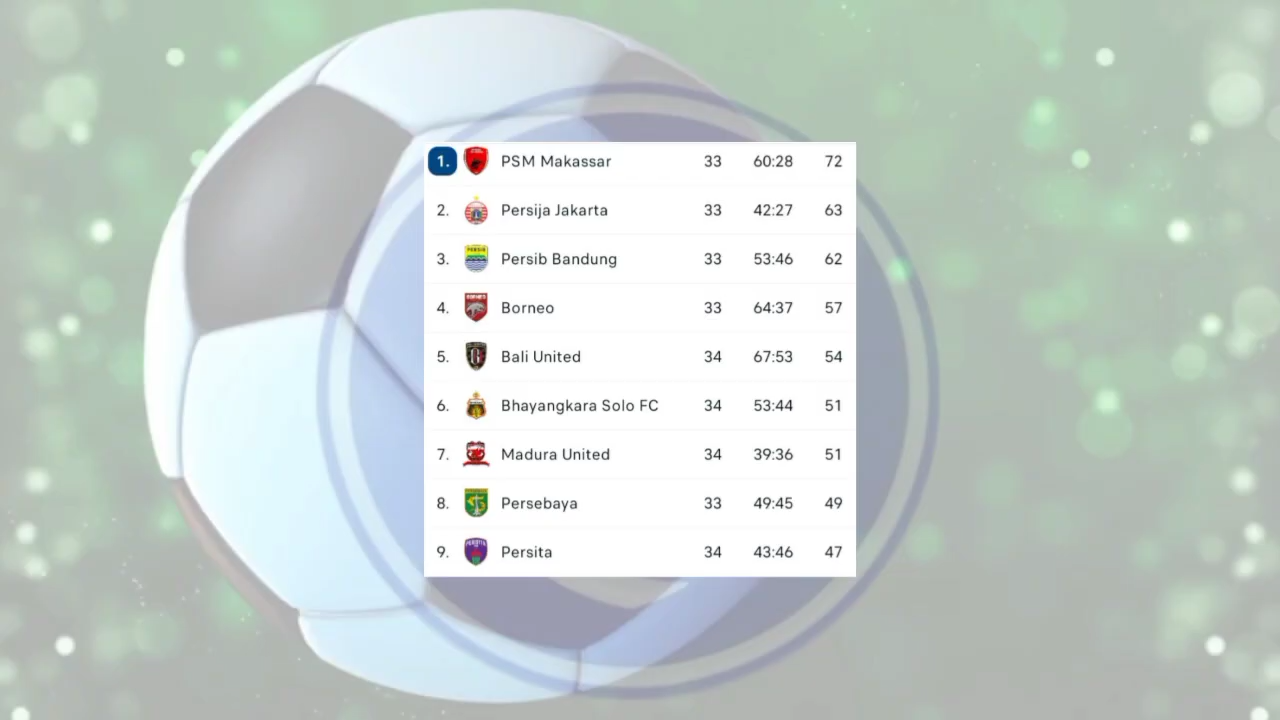 1. PSM Makassar 33 60:28 72
2. Persija Jakarta 33 42:27 63
3. PERSIB Persib Bandung 33 53:46 62
4. BORNEO Borneo 33 64:37 57
5. Bali United 34 67:53 54
6. Bhayangkara Solo FC 34 53:44 51
7. Madura United 34 39:36 51
8. Persebaya 33 49:45 49
9. PERSITA Persita 34 43:46 47